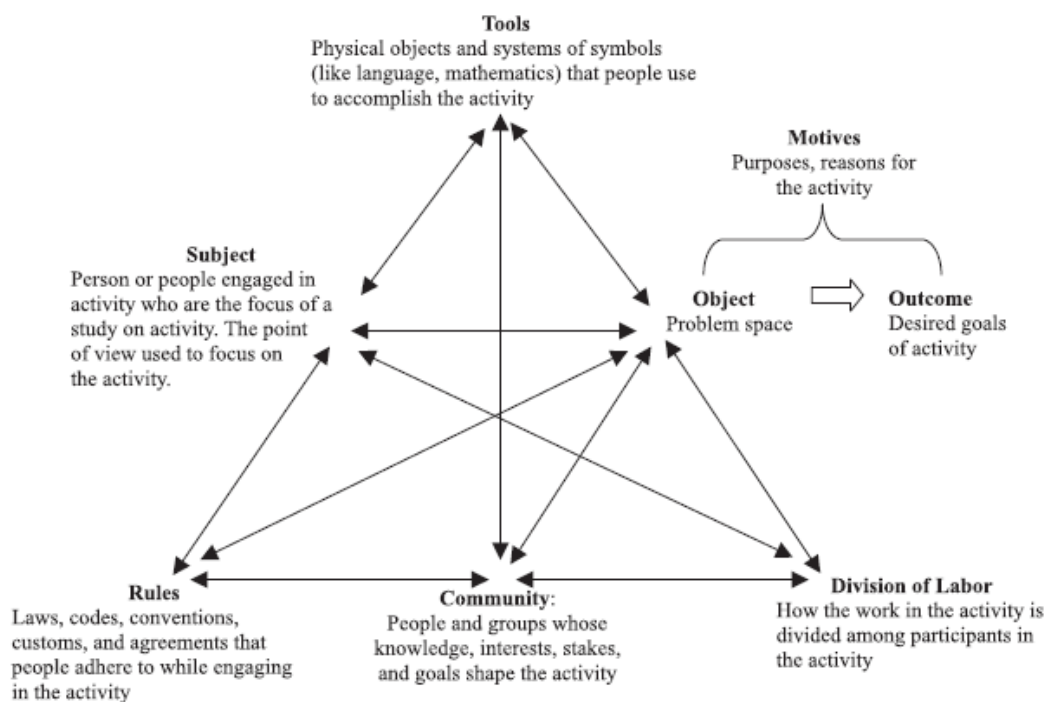 Tools
Physical objects and systems of symbols
(like language, mathematics) that people use
to accomplish the activity
Motives
Purposes, reasons for
the activity
Subject
Person or people engaged in
activity who are the focus of a
study on activity. The point
of view used to focus on
the activity.
Object
Problem space
Outcome
Desired goals
of activity
Rules
Laws, codes, conventions,
customs, and agreements that
people adhere to while engaging
in the activity
Community:
People and groups whose
knowledge, interests, stakes,
and goals shape the activity
Division of Labor
How the work in the activity is
divided among participants in
the activity